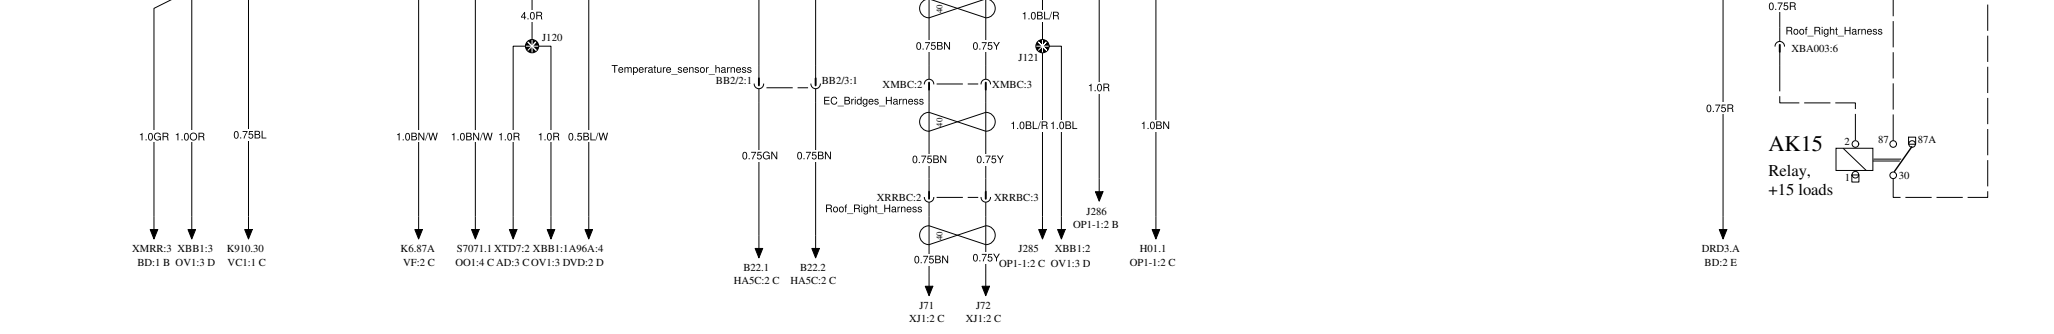 0.75R
4.0R
40
1.0BL/R
Roof_Right_Harness
J120
0.75BN
0.75Y
J121
XBA003:6
Temperature_sensor_harness
BB2/2:1
BB2/3:1
XMBC:2
XMBC:3
1.0R
EC_Bridges_Harness
0.75R
40
1.0GR
1.0OR
0.75BL
1.0BN/W
1.0BN/W
1.0R
1.0R
0.5BL/W
1.0BL/R
1.0BL
1.0BN
AK15
2
87
87A
0.75GN
0.75BN
0.75BN
0.75Y
Relay,
+15 loads
1
30
XRRBC:2
XRRBC:3
Roof_Right_Harness
J286
OP1-1:2 B
40
XMRR:3
BD:1 B
XBB1:3
OV1:3 D
K910.30
VC1:1 C
K6.87A
VF:2 C
S7071.1
OO1:4 C
XTD7:2
AD:3 C
XBB1:1
OV1:3 D
A96A:4
VD:2 D
J285
OP1-1:2 C
XBB1:2
OV1:3 D
H01.1
OP1-1:2 C
DRD3.A
BD:2 E
0.75BN
0.75Y
B22.1
HA5C:2 C
B22.2
HA5C:2 C
J71
XJ1:2 C
J72
XJ1:2 C